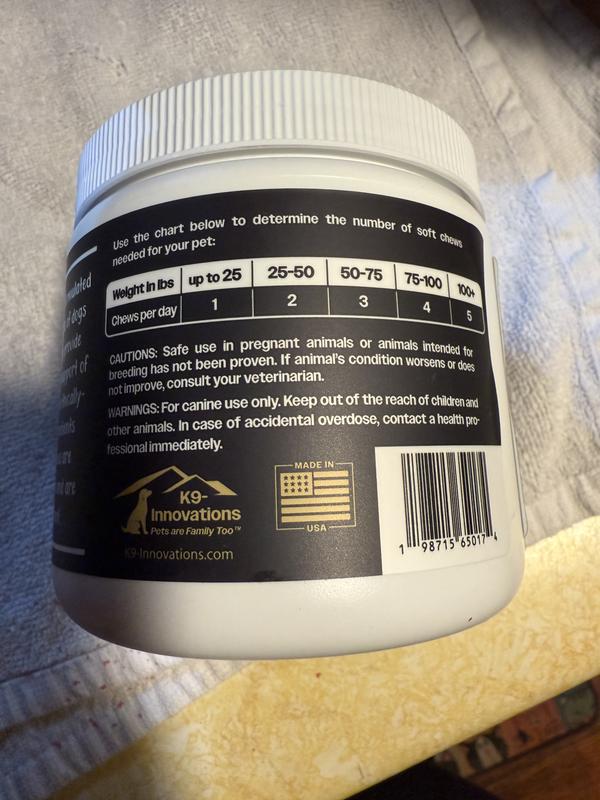 Use the chart below to determine the number of soft chews
needed for your pet:
Weight in lbs up to 25 25-50 50-75 75-100 100+
Chews per day 1 2 3 4 5
CAUTIONS: Safe use in pregnant animals or animals intended for
breeding has not been proven. If animal's condition worsens or does
not improve, consult your veterinarian.
WARNINGS: For canine use only. Keep out of the reach of children and
other animals. In case of accidental overdose, contact a health pro-
fessional immediately.
K9-
Innovations
Pets are Family Too™
K9-Innovations.com
MADE IN
USA
1 98715 65017 4
of dogs